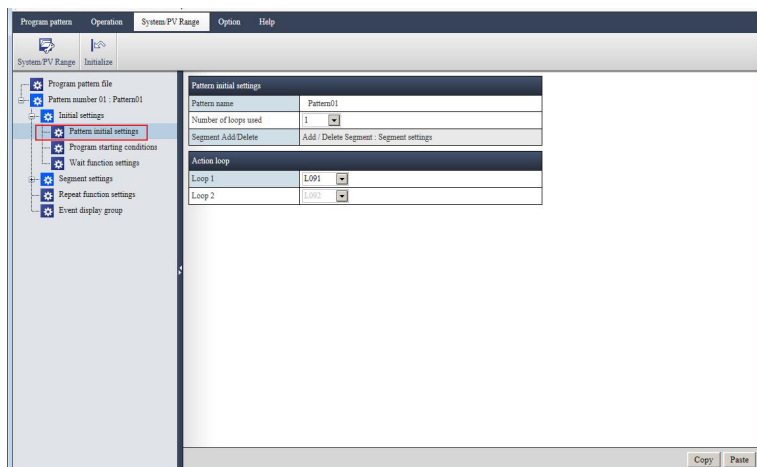 Program pattern Operation System/PV Range Option Help
System/PV Range Initialize
Program pattern file
Pattern number 01 : Pattern01
Initial settings
Pattern initial settings
Program starting conditions
Wait function settings
Segment settings
Repeat function settings
Event display group
Pattern initial settings
Pattern name Pattern01
Number of loops used 1
Segment Add/Delete Add / Delete Segment : Segment settings
Action loop
Loop 1 L091
Loop 2 L092
Copy Paste